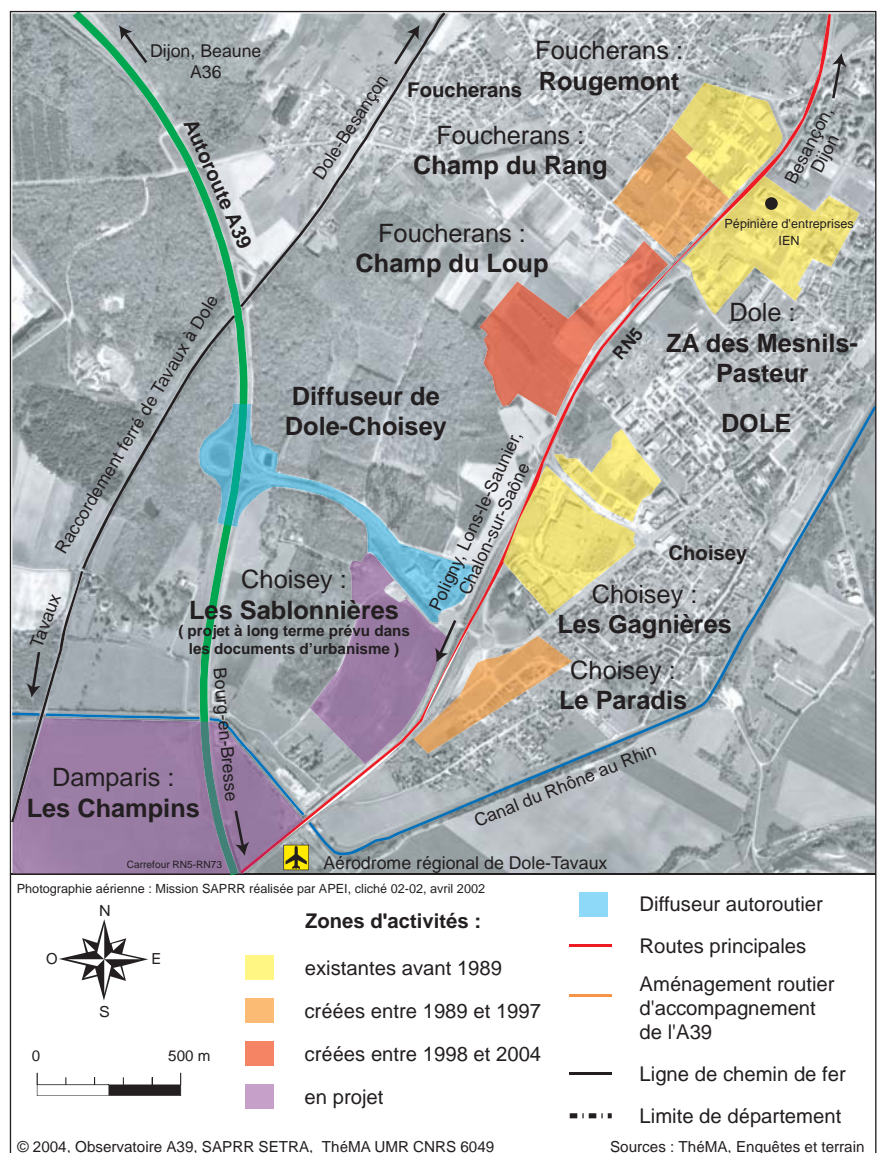 Dijon, Beaune
A36
Autoroute A39
Dole-Besançon
Foucherans :
Rougemont
Foucherans
Foucherans :
Champ du Rang
Besançon,
Dijon
Pépinière d'entreprises
IEN
Foucherans :
Champ du Loup
RN5
Dole :
ZA des Mesnils-
Pasteur
DOLE
Raccordement ferré de Tavaux à Dole
Diffuseur de
Dole-Choisey
Poligny, Lons-le-Saunier,
Chalon-sur-Saône
Choisey
Choisey :
Les Sablonnières
( projet à long terme prévu dans
les documents d'urbanisme )
Choisey :
Les Gagnières
Choisey :
Le Paradis
Tavaux
Bourg-en-Bresse
Damparis :
Les Champins
Canal du Rhône au Rhin
Carrefour RN5-RN73
Aérodrome régional de Dole-Tavaux
Photographie aérienne : Mission SAPRR réalisée par APEI, cliché 02-02, avril 2002
N
O
E
S
0
500 m
Zones d'activités :
existantes avant 1989
créées entre 1989 et 1997
créées entre 1998 et 2004
en projet
Diffuseur autoroutier
Routes principales
Aménagement routier
d'accompagnement
de l'A39
Ligne de chemin de fer
Limite de département
© 2004, Observatoire A39, SAPRR SETRA, ThéMA UMR CNRS 6049
Sources : ThéMA, Enquêtes et terrain